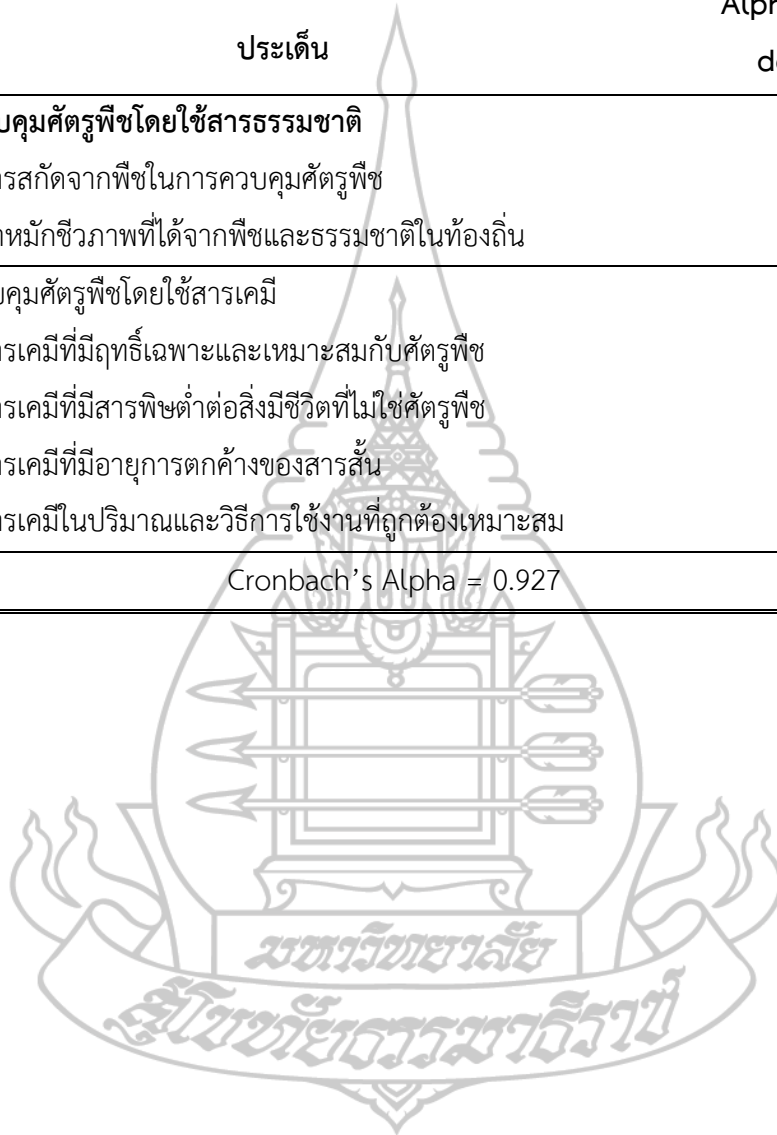 Alph
ประเด็น
d
บคุมศัตรูพืชโดยใช้สารธรรมชาติ
ารสกัดจากพืชในการควบคุมศัตรูพืช
ำหมักชีวภาพที่ได้จากพืชและธรรมชาติในท้องถิ่น
บคุมศัตรูพืชโดยใช้สารเคมี
ารเคมีที่มีฤทธิ์เฉพาะและเหมาะสมกับศัตรูพืช
ารเคมีที่มีสารพิษต่ำต่อสิ่งมีชีวิตที่ไม่ใช่ศัตรูพืช
ารเคมีที่มีอายุการตกค้างของสารสั้น
ารเคมีในปริมาณและวิธีการใช้งานที่ถูกต้องเหมาะสม
Cronbach’s Alpha = 0.927
มหาวิทยาลัย
สุโขทัยธรรมาธิราช